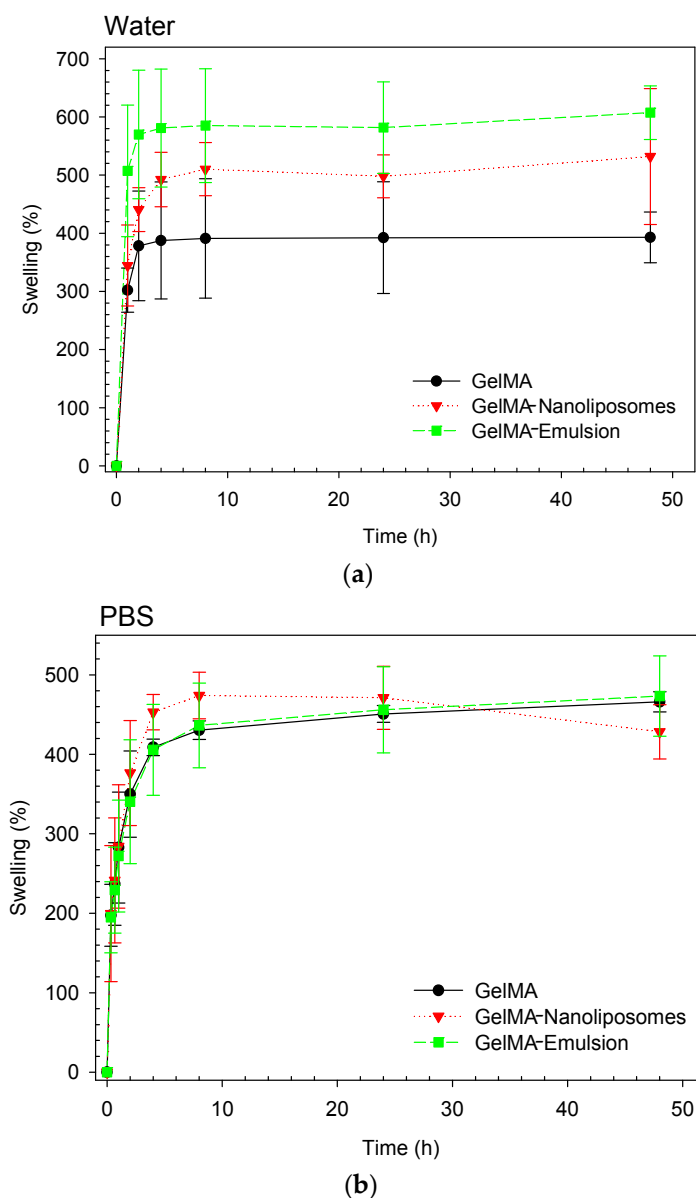 Water
700
600
500
400
300
200
100
0
Swelling (%)
GelMA
GelMA-Nanoliposomes
GelMA-Emulsion
0 10 20 30 40 50
Time (h)
(a)
PBS
500
400
300
200
100
0
Swelling (%)
GelMA
GelMA-Nanoliposomes
GelMA-Emulsion
0 10 20 30 40 50
Time (h)
(b)